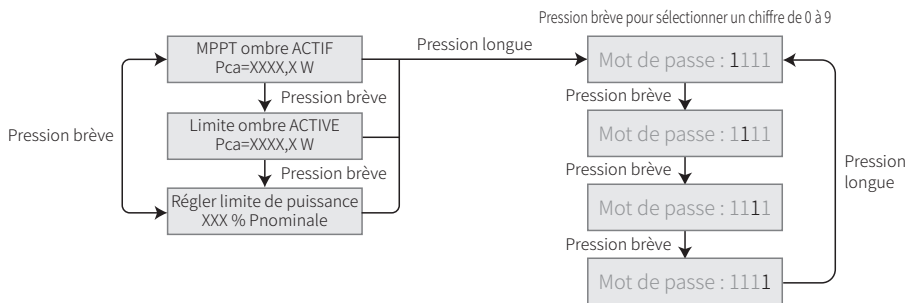 Pression brève pour sélectionner un chiffre de 0 à 9
MPPT ombre ACTIF
Pca=XXXX,X W
Pression longue
Mot de passe : 1111
Pression brève
Pression brève
Limite ombre ACTIVE
Pca=XXXX,X W
Mot de passe : 1111
Pression brève
Pression brève
Pression brève
Pression
longue
Régler limite de puissance
XXX % Pnominale
Mot de passe : 1111
Pression brève
Mot de passe : 1111